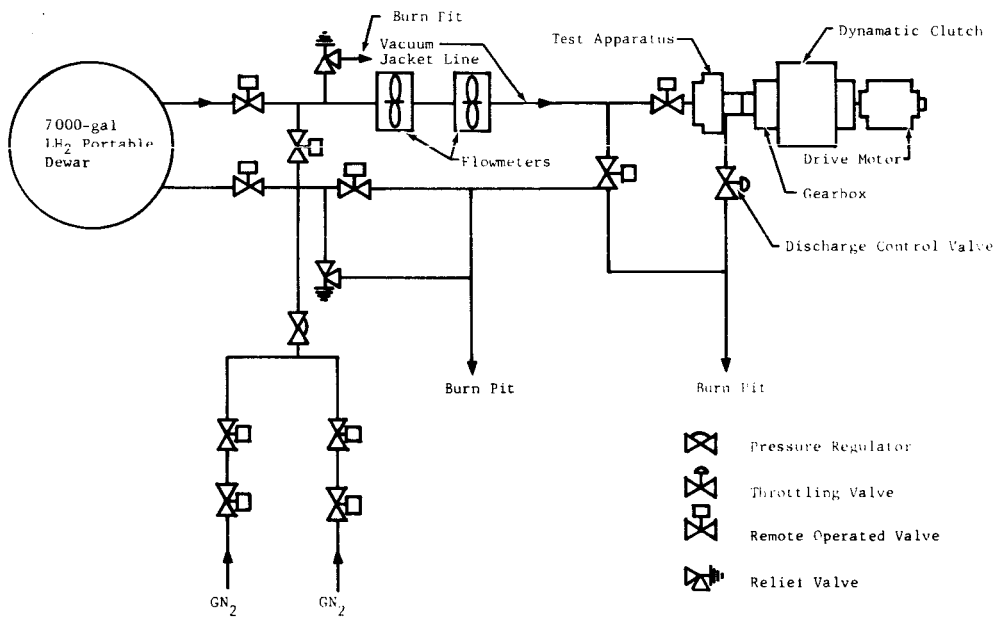 Burn Pit
Vacuum
Jacket Line
Test Apparatus
Dynamatic Clutch
7000-gal
LH2 Portable
Dewar
Flowmeters
Drive Motor
Gearbox
Discharge Control Valve
Burn Pit
Burn Pit
Pressure Regulator
Throttling Valve
Remote Operated Valve
Relief Valve
GN2
GN2